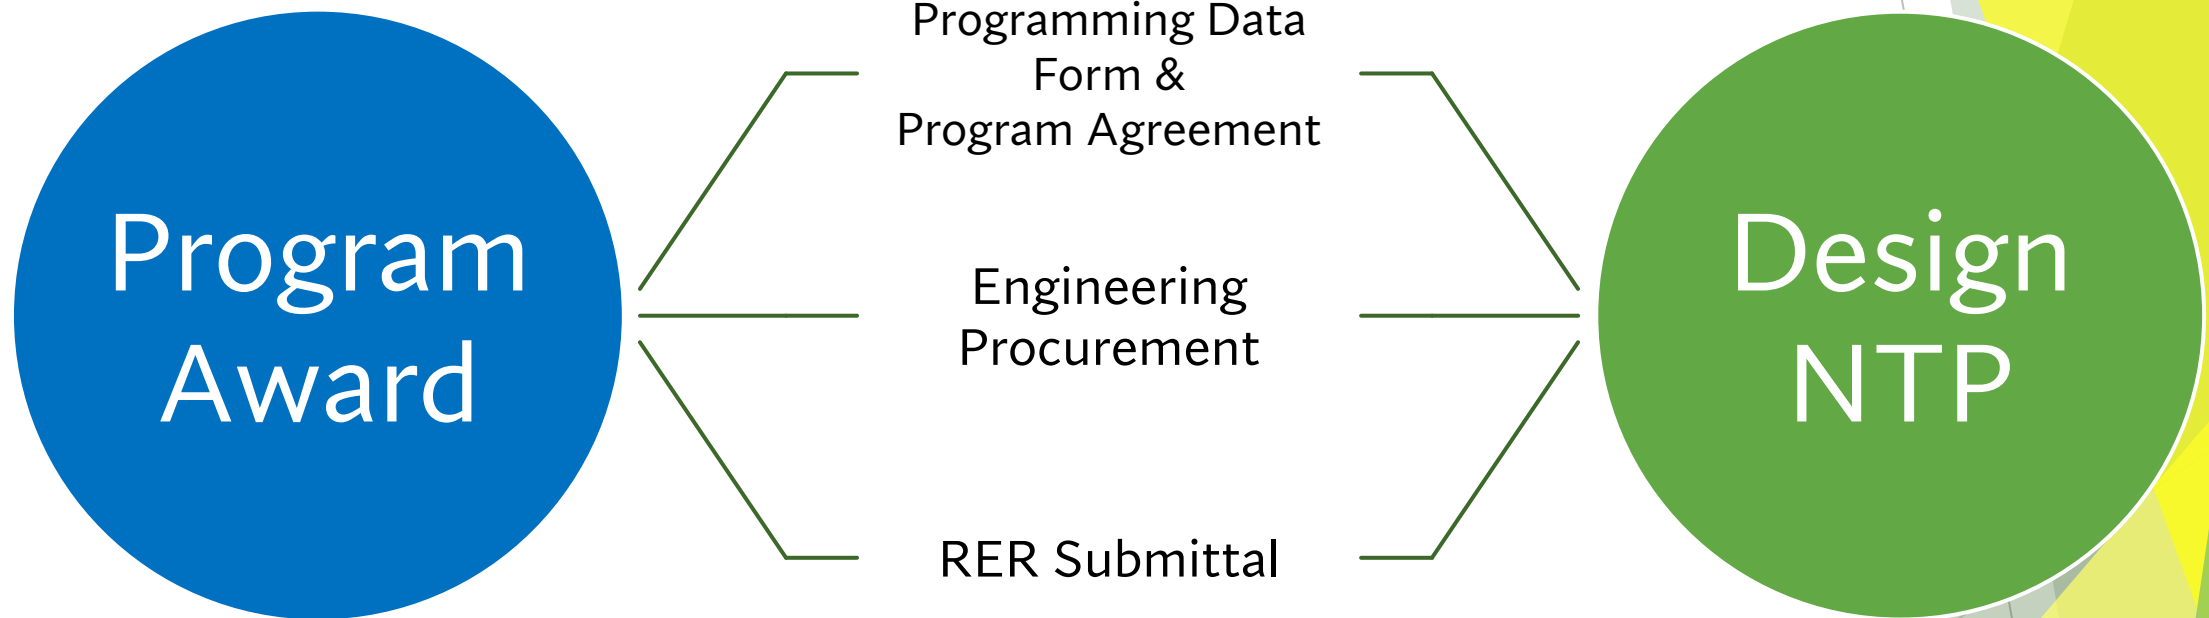 Program
Award
Programming Data
Form &
Program Agreement
Engineering
Procurement
RER Submittal
Design
NTP